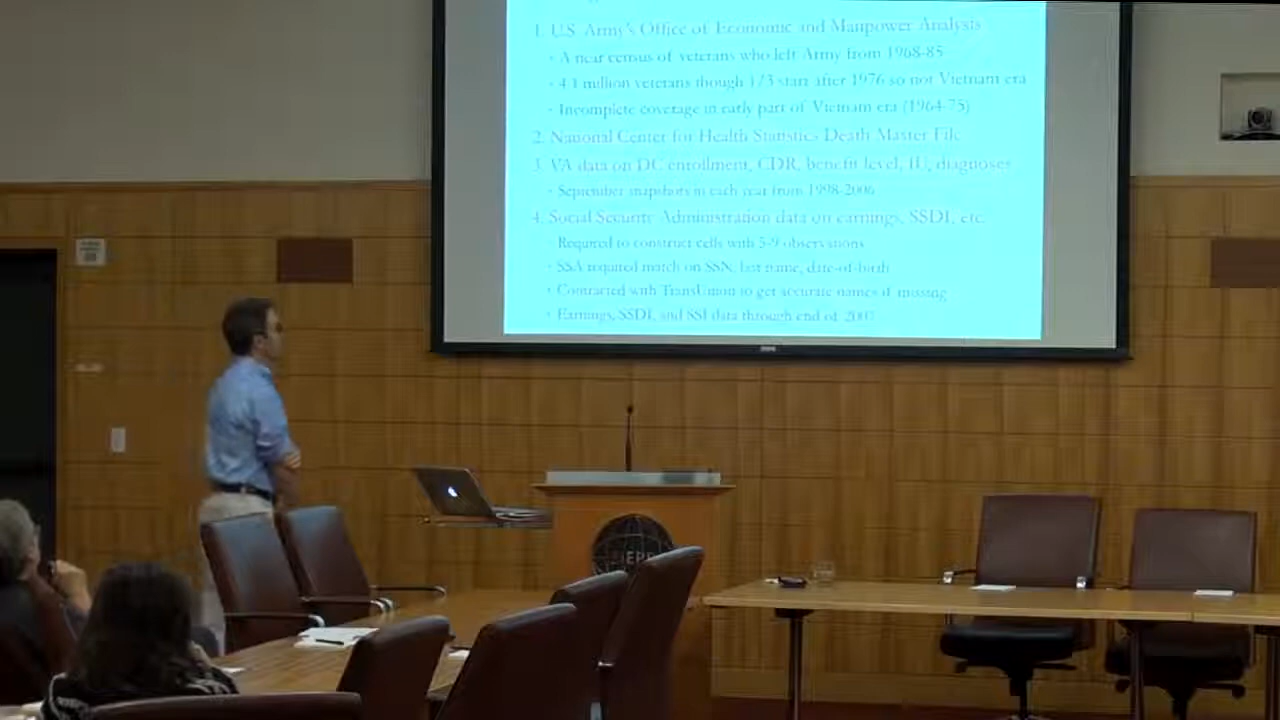 1. U.S. Army's Office of Economic and Manpower Analysis
• A near census of veterans who left Army from 1968-85
• 4.1 million veterans though 1/3 start after 1976 so not Vietnam era
• Incomplete coverage in early part of Vietnam era (1964-75)
2. National Center for Health Statistics Death Master File
3. VA data on DC enrollment, CDR, benefit level, IU, diagnoses
• September snapshots in each year from 1998-2006
4. Social Security Administration data on earnings, SSDI, etc.
• Required to construct cells with 5-9 observations
• SSA required match on SSN, last name, date-of-birth
• Contracted with TransUnion to get accurate names if missing
• Earnings, SSDI, and SSI data through end of 2007
IEPR